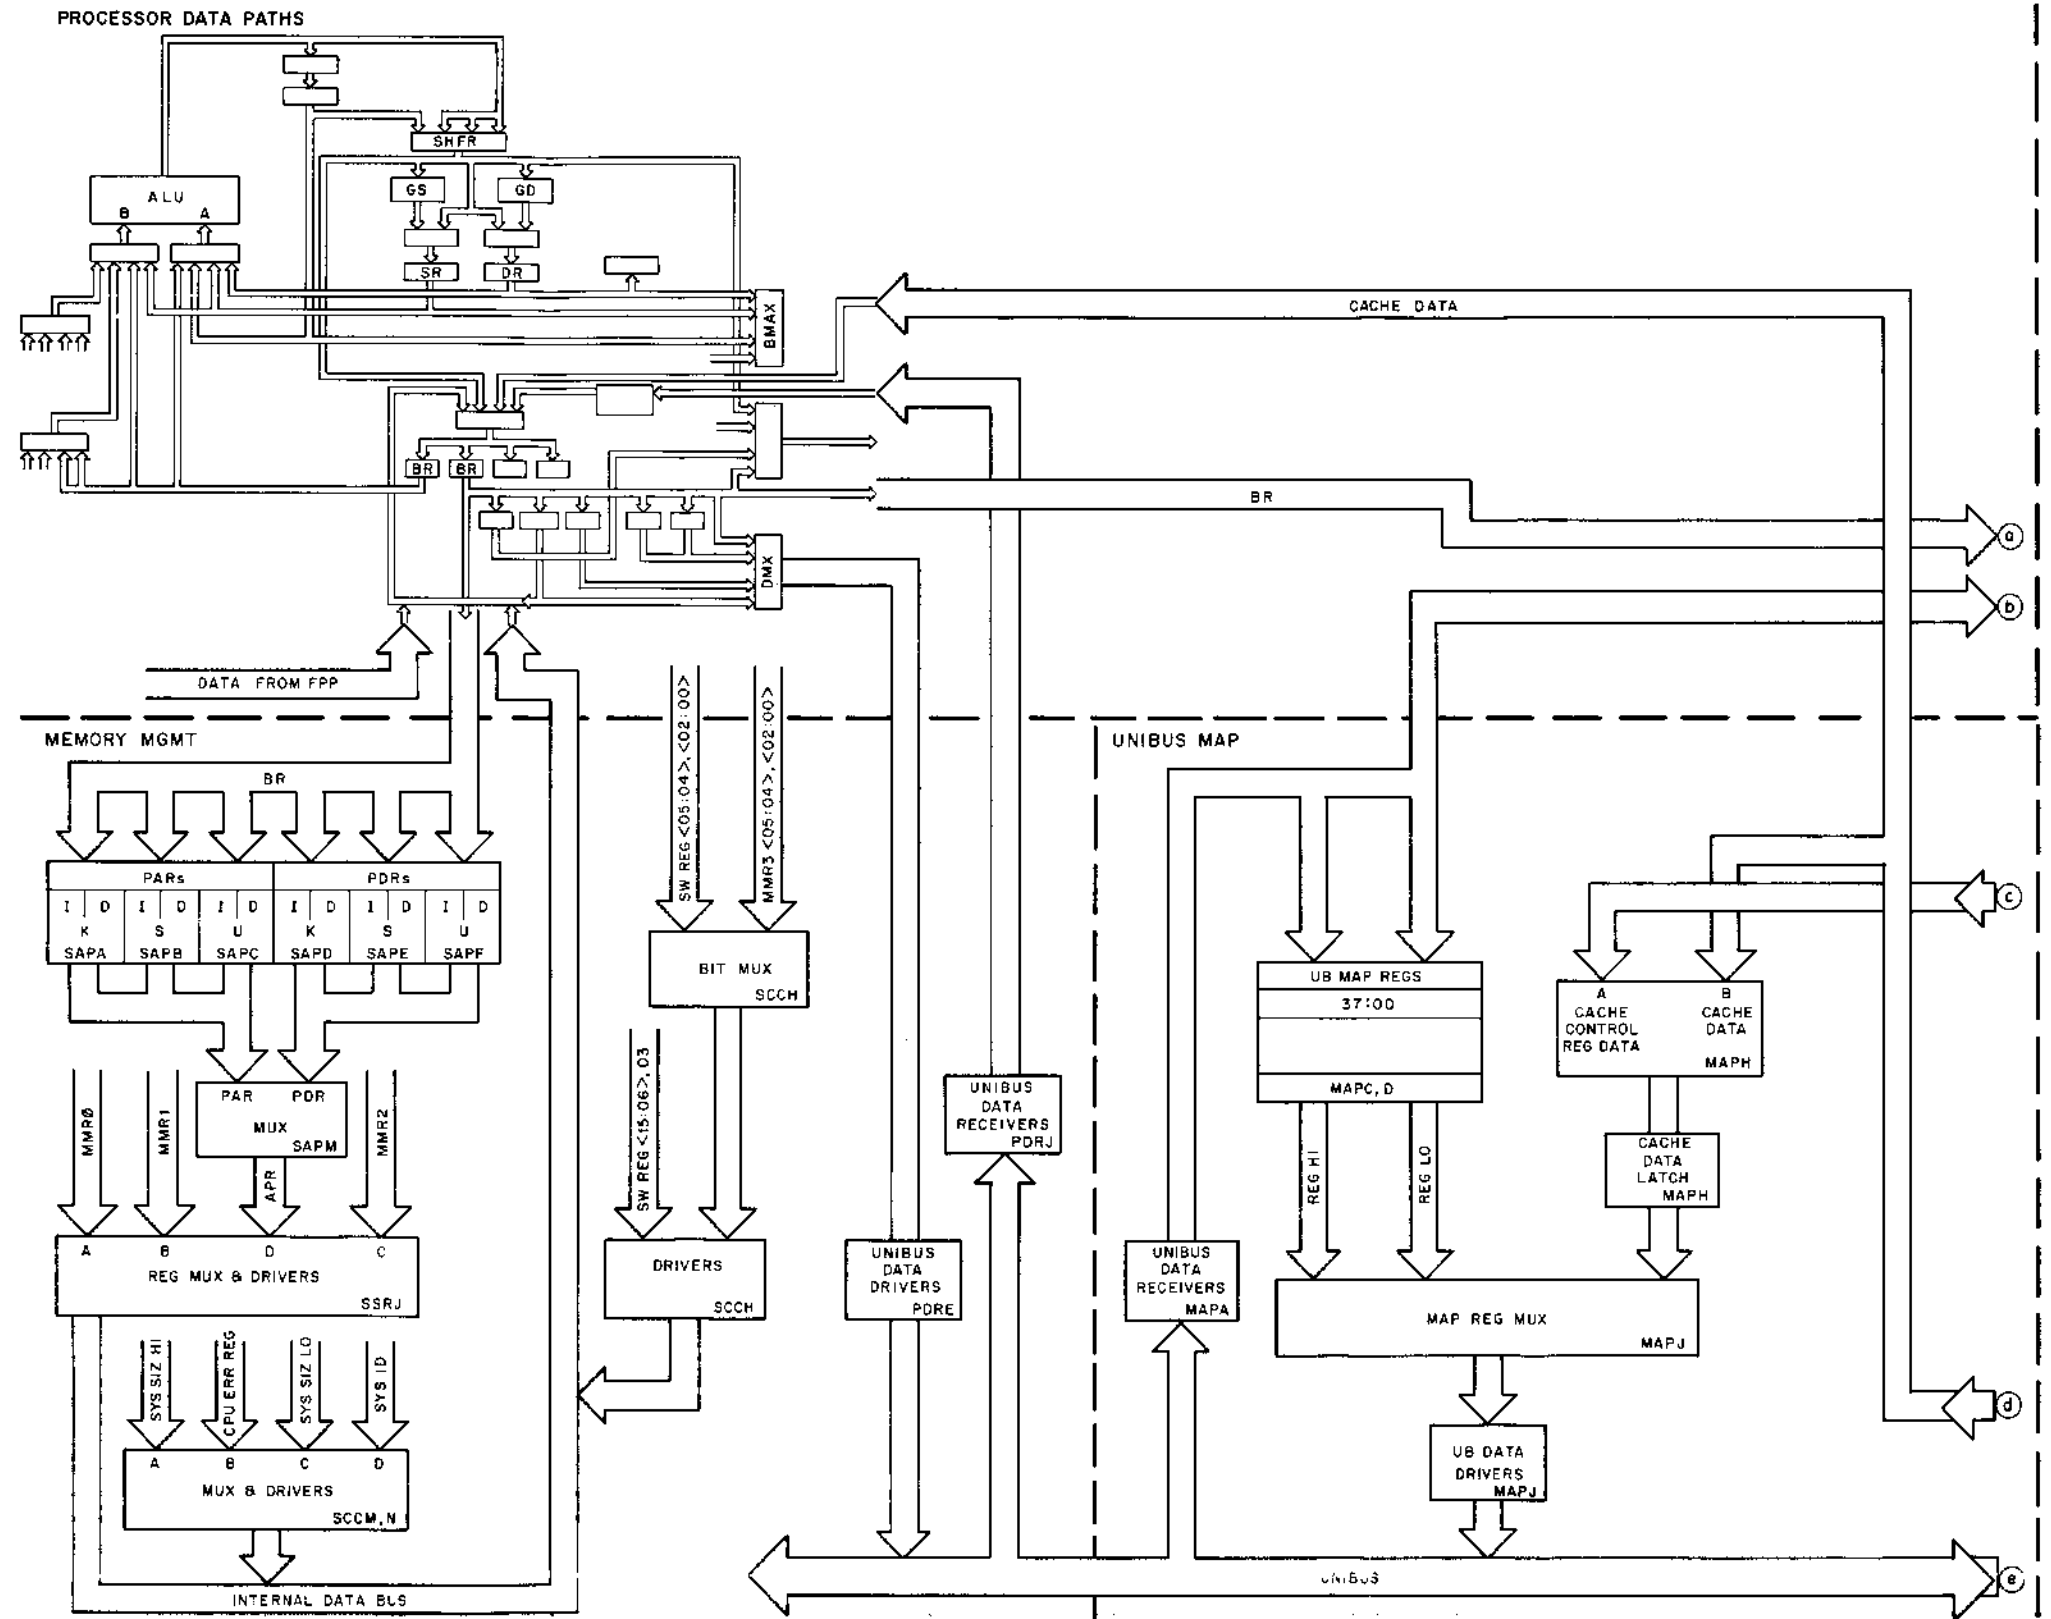 PROCESSOR DATA PATHS
SHFR
ALU
B A
GS
GD
SR
DR
BMAX
CACHE DATA
BR
BR
BR
DMX
a
b
DATA FROM FPP
MEMORY MGMT
BR
PARs
PDRs
I D
K
SAPA
I D
S
SAPB
I D
U
SAPC
I D
K
SAPD
I D
S
SAPE
I D
U
SAPF
PAR PDR
MUX
SAPM
MMR0
MMR1
APR
MMR2
A B D C
REG MUX & DRIVERS
SSRJ
SYS SIZ HI
CPU ERR REG
SYS SIZ LO
SYS ID
A B C D
MUX & DRIVERS
SCCM, N
INTERNAL DATA BUS
SW REG <05:04>, <02:00>
MMR3 <05:04>, <02:00>
BIT MUX
SCCH
SW REG <15:06>, 03
DRIVERS
SCCH
UNIBUS
DATA
DRIVERS
PDRE
UNIBUS
DATA
RECEIVERS
PDRJ
UNIBUS MAP
UNIBUS
DATA
RECEIVERS
MAPA
UB MAP REGS
37:00
MAPC, D
REG HI
REG LO
c
A
CACHE
CONTROL
REG DATA
B
CACHE
DATA
MAPH
CACHE
DATA
LATCH
MAPH
MAP REG MUX
MAPJ
d
UB DATA
DRIVERS
MAPJ
UNIBUS
e